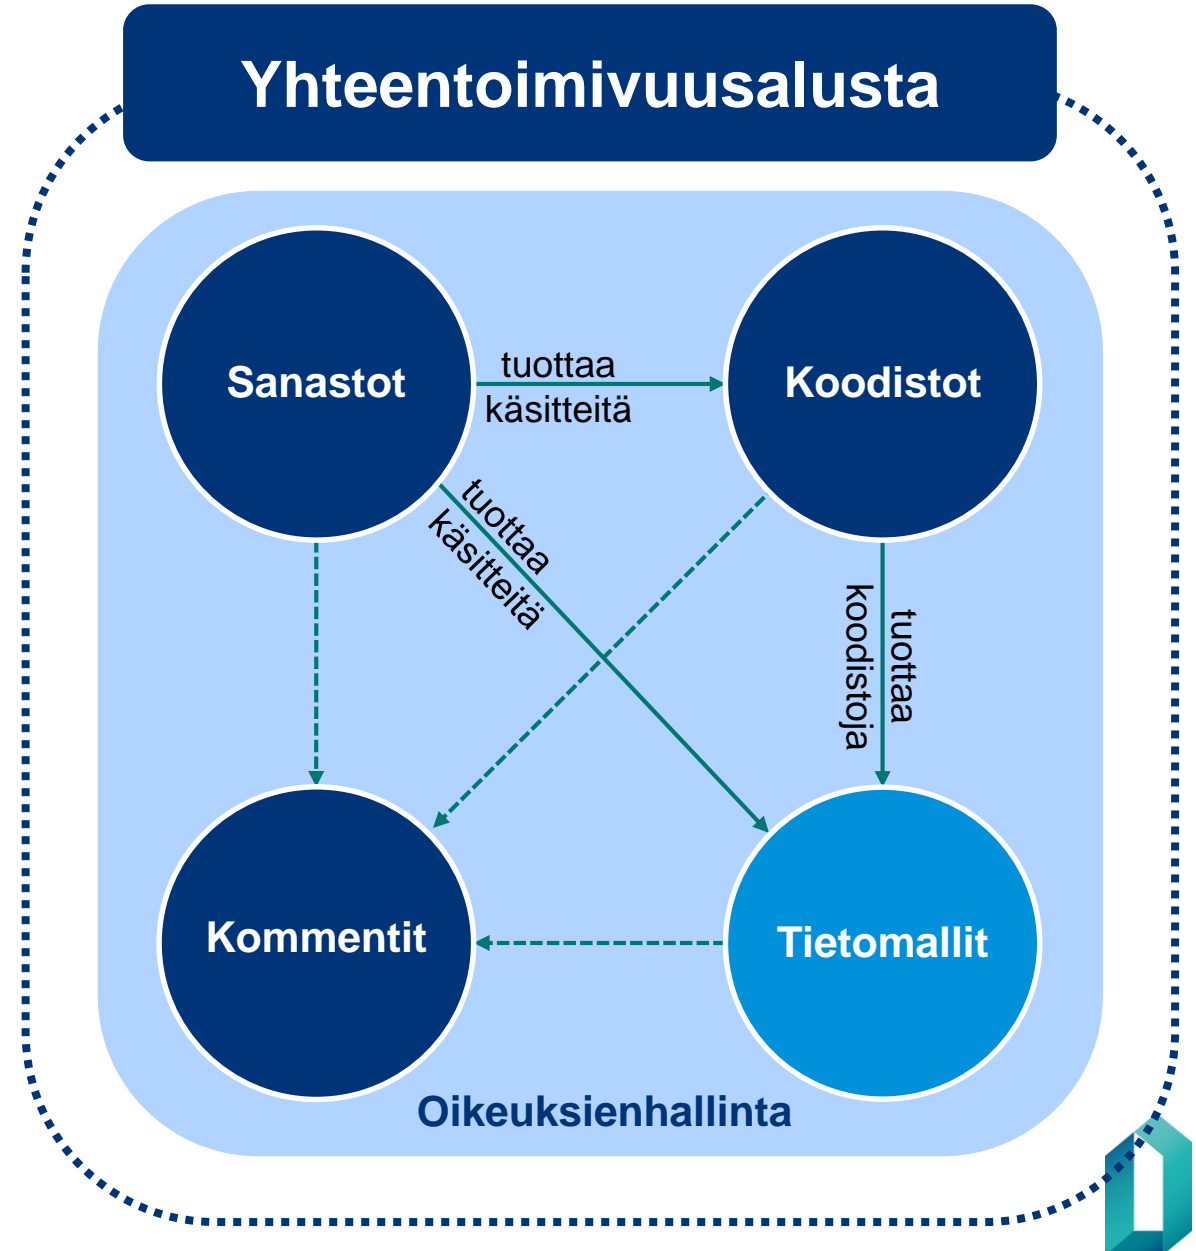 Yhteentoimivuusalusta
Sanastot
tuottaa
käsitteitä
Koodistot
tuottaa
käsitteitä
tuottaa
koodistoja
Kommentit
Tietomallit
Oikeuksienhallinta